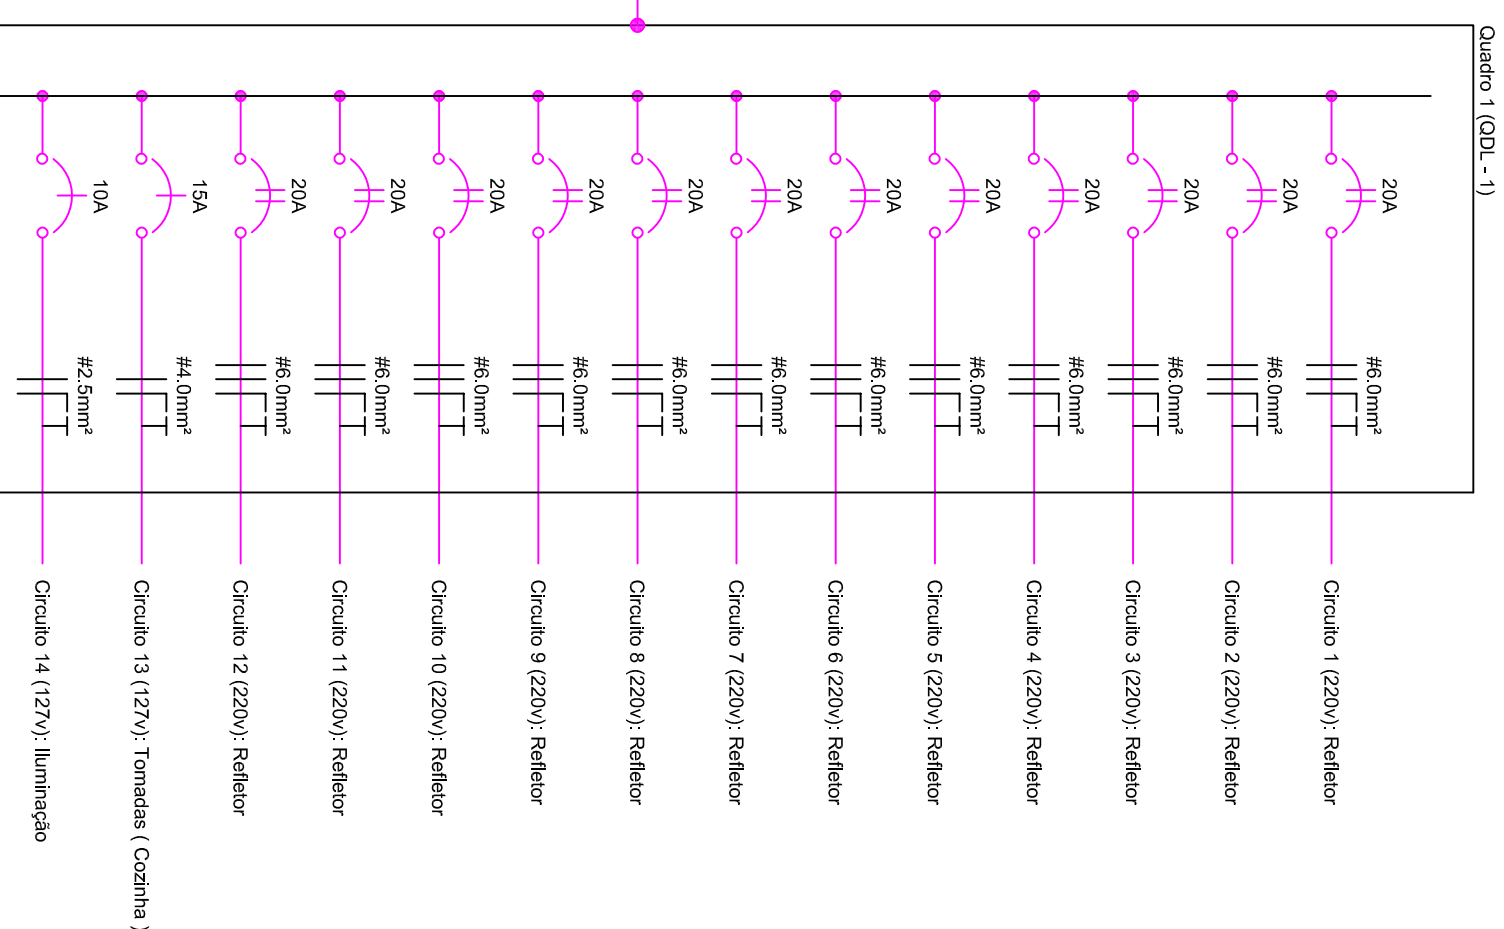 Quadro 1 (QDL - 1)
20A
#6.0mm²
Circuito 1 (220v): Refletor
20A
#6.0mm²
Circuito 2 (220v): Refletor
20A
#6.0mm²
Circuito 3 (220v): Refletor
20A
#6.0mm²
Circuito 4 (220v): Refletor
20A
#6.0mm²
Circuito 5 (220v): Refletor
20A
#6.0mm²
Circuito 6 (220v): Refletor
20A
#6.0mm²
Circuito 7 (220v): Refletor
20A
#6.0mm²
Circuito 8 (220v): Refletor
20A
#6.0mm²
Circuito 9 (220v): Refletor
20A
#6.0mm²
Circuito 10 (220v): Refletor
20A
#6.0mm²
Circuito 11 (220v): Refletor
20A
#6.0mm²
Circuito 12 (220v): Refletor
15A
#4.0mm²
Circuito 13 (127v): Tomadas ( Cozinha )
10A
#2.5mm²
Circuito 14 (127v): Iluminação